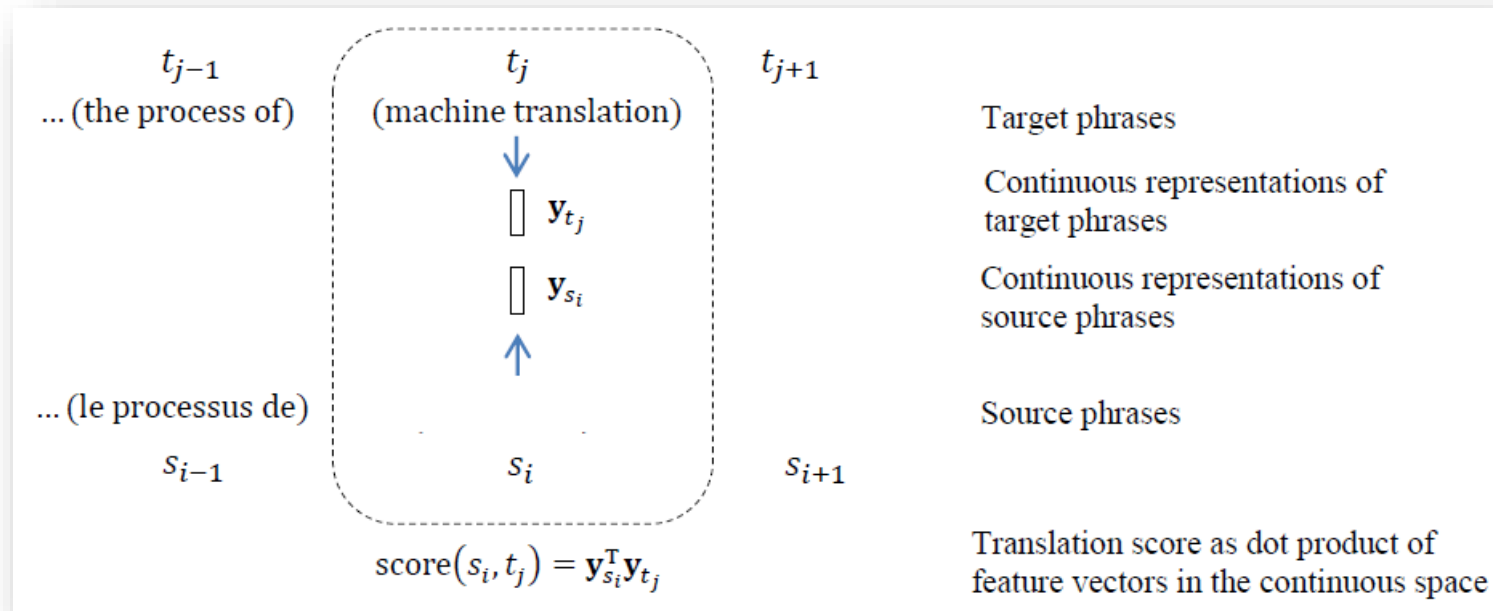 t_{j−1} t_j t_{j+1}
... (the process of) (machine translation) Target phrases
Continuous representations of
target phrases
y_{t_j}
Continuous representations of
source phrases
y_{s_i}
... (le processus de) Source phrases
s_{i−1} s_i s_{i+1}
score(s_i, t_j) = y_{s_i}^T y_{t_j}
Translation score as dot product of
feature vectors in the continuous space